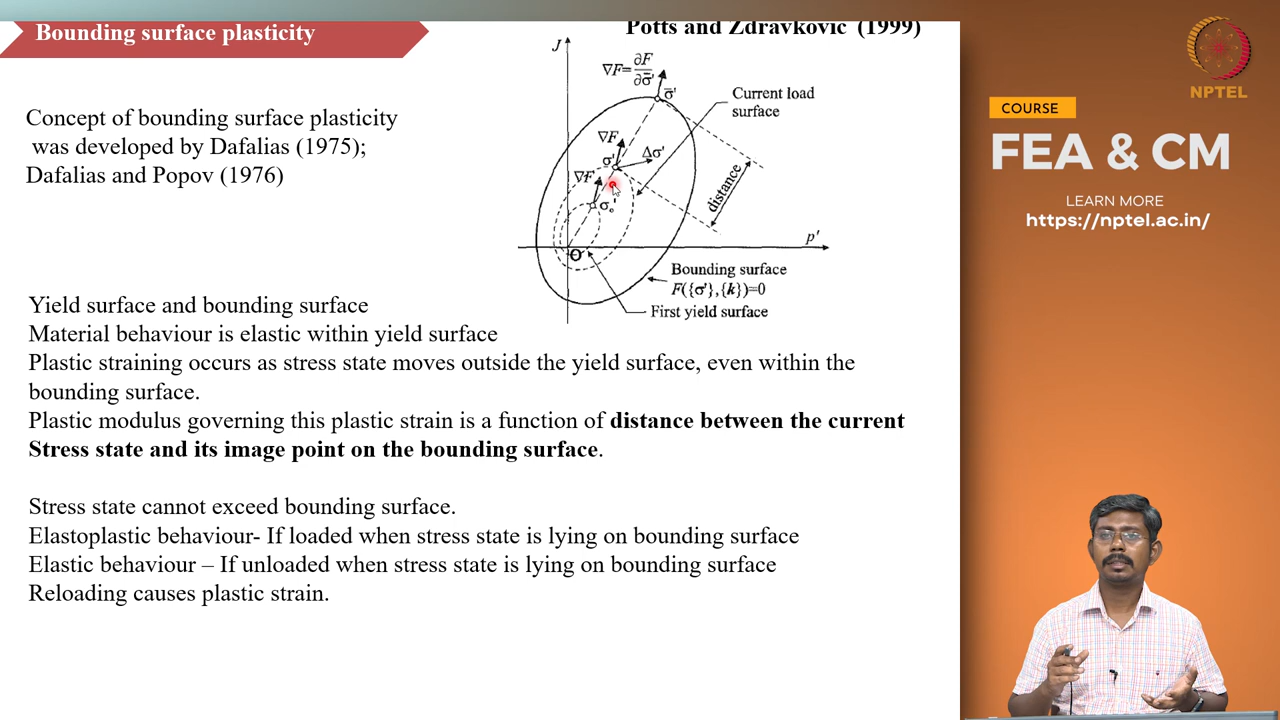 Bounding surface plasticity
Potts and Zdravkovic (1999)
Concept of bounding surface plasticity
was developed by Dafalias (1975);
Dafalias and Popov (1976)
J
∇F=∂F/∂σ̄'
σ̄'
Current load
surface
∇F
σ'
Δσ'
∇F
σₒ'
distance
O
p'
Bounding surface
F({σ'},{k})=0
First yield surface
Yield surface and bounding surface
Material behaviour is elastic within yield surface
Plastic straining occurs as stress state moves outside the yield surface, even within the
bounding surface.
Plastic modulus governing this plastic strain is a function of distance between the current
Stress state and its image point on the bounding surface.
Stress state cannot exceed bounding surface.
Elastoplastic behaviour- If loaded when stress state is lying on bounding surface
Elastic behaviour – If unloaded when stress state is lying on bounding surface
Reloading causes plastic strain.
NPTEL
COURSE
FEA & CM
LEARN MORE
https://nptel.ac.in/